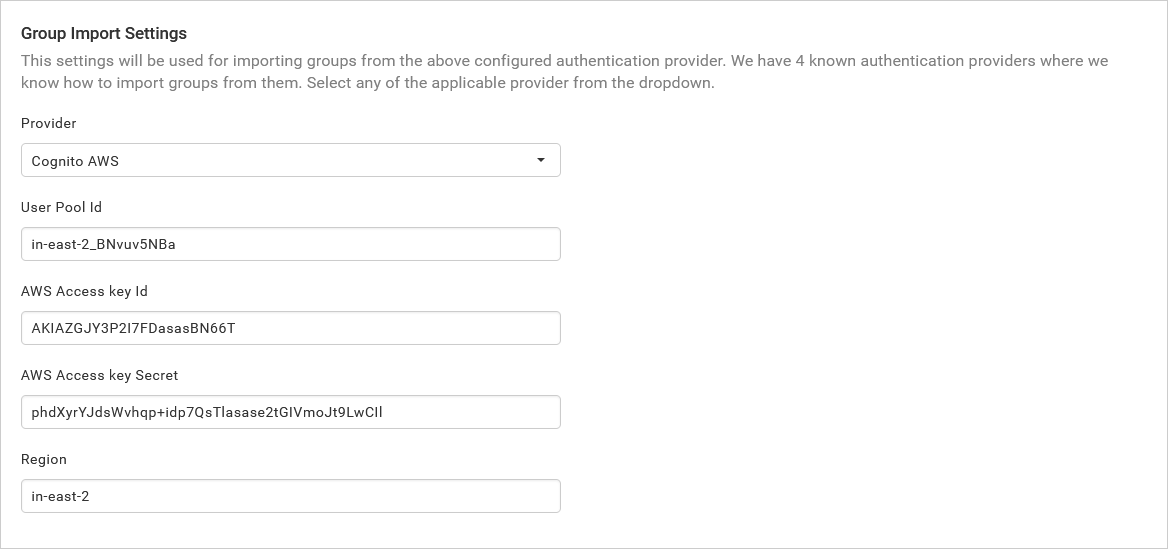 Group Import Settings
This settings will be used for importing groups from the above configured authentication provider. We have 4 known authentication providers where we
know how to import groups from them. Select any of the applicable provider from the dropdown.
Provider
Cognito AWS
User Pool Id
in-east-2_BNvuv5NBa
AWS Access key Id
AKIAZGJY3P2I7FDasasBN66T
AWS Access key Secret
phdXyrYJdsWvhqp+idp7QsTlasase2tGIVmoJt9LwCIl
Region
in-east-2